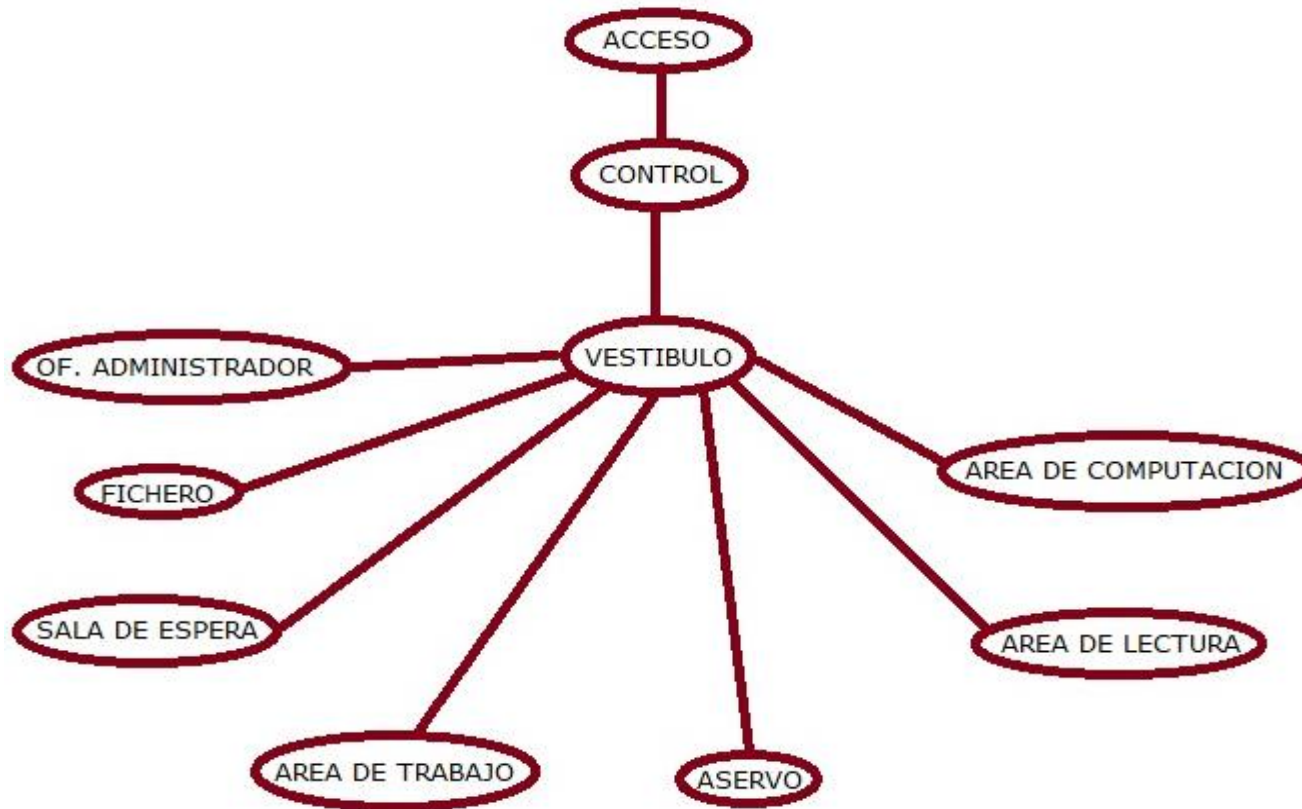 ACCESO
CONTROL
VESTIBULO
OF. ADMINISTRADOR
FICHERO
SALA DE ESPERA
AREA DE TRABAJO
ASERVO
AREA DE LECTURA
AREA DE COMPUTACION